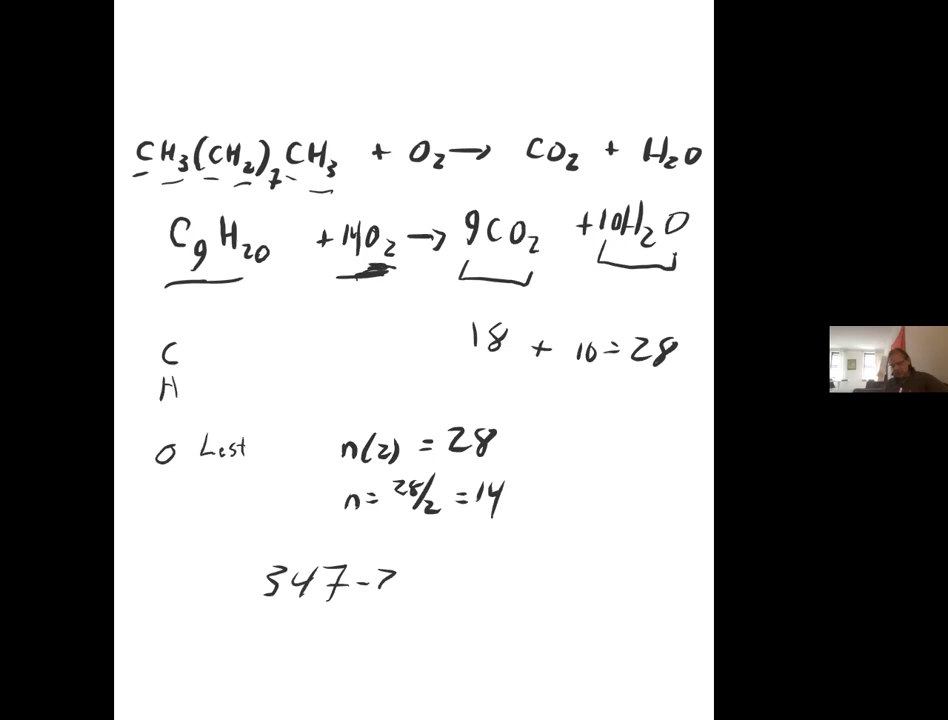 CH₃(CH₂)₇CH₃ + O₂ → CO₂ + H₂O
C₉H₂₀ + 14O₂ → 9CO₂ + 10H₂O
C 18 + 10 = 28
H
O Last n(2) = 28
n = 28/2 = 14
347-2